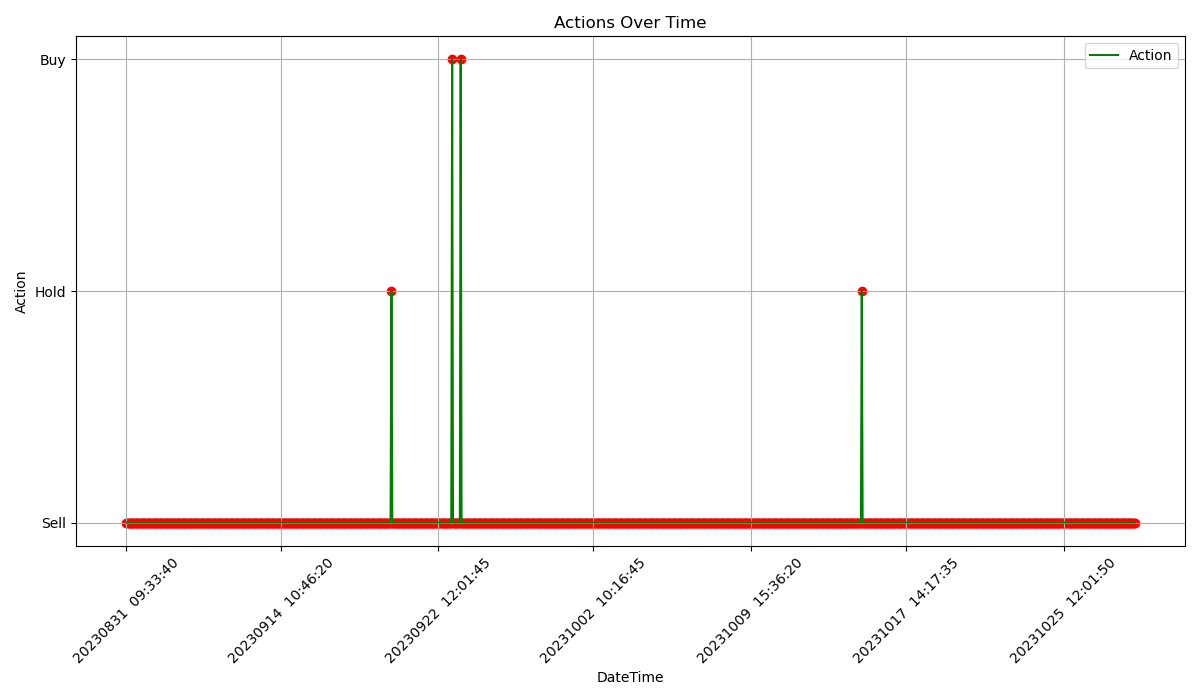 Actions Over Time
Action
Buy
Hold
Sell
Action
20230831 09:33:40
20230914 10:46:20
20230922 12:01:45
20231002 10:16:45
20231009 15:36:20
20231017 14:17:35
20231025 12:01:50
DateTime